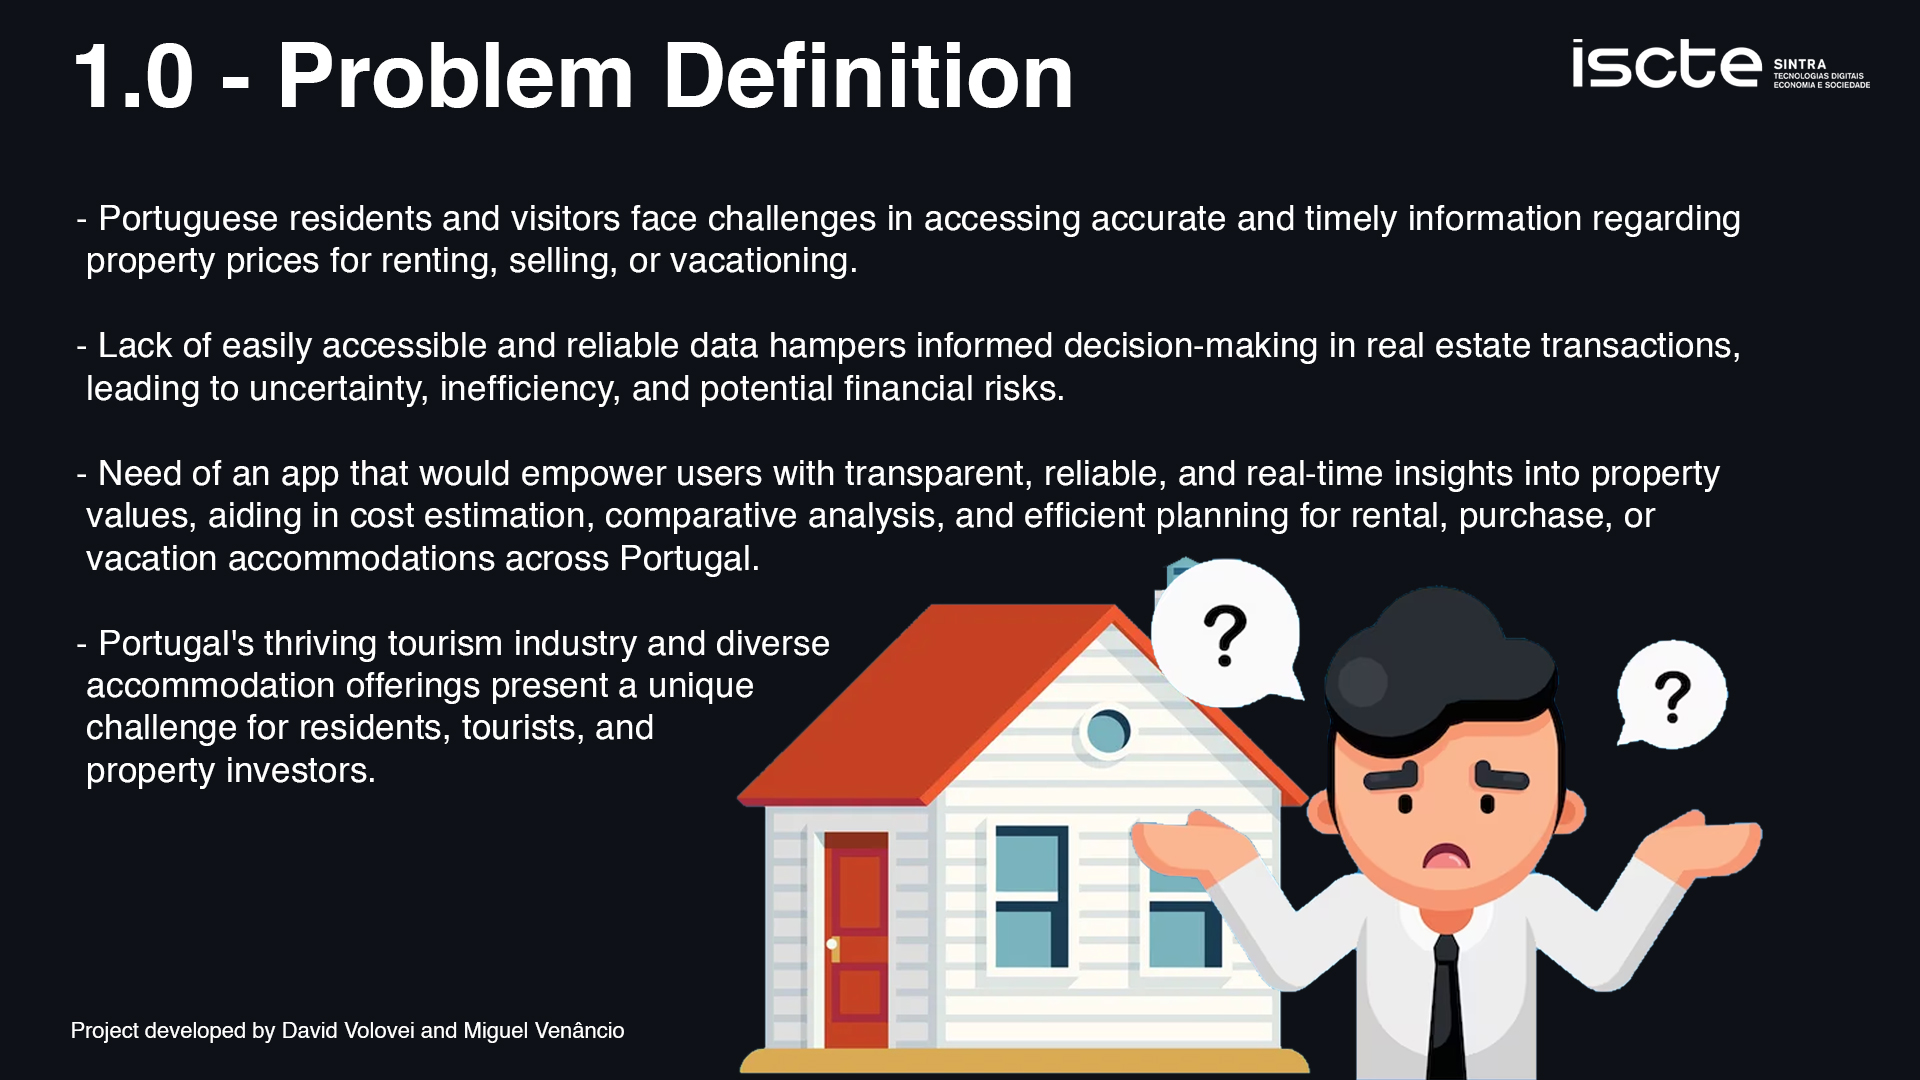 1.0 - Problem Definition
iscte
SINTRA
TECNOLOGIAS DIGITAIS
ECONOMIA E SOCIEDADE
- Portuguese residents and visitors face challenges in accessing accurate and timely information regarding
property prices for renting, selling, or vacationing.
- Lack of easily accessible and reliable data hampers informed decision-making in real estate transactions,
leading to uncertainty, inefficiency, and potential financial risks.
- Need of an app that would empower users with transparent, reliable, and real-time insights into property
values, aiding in cost estimation, comparative analysis, and efficient planning for rental, purchase, or
vacation accommodations across Portugal.
- Portugal's thriving tourism industry and diverse
accommodation offerings present a unique
challenge for residents, tourists, and
property investors.
?
?
Project developed by David Volovei and Miguel Venâncio